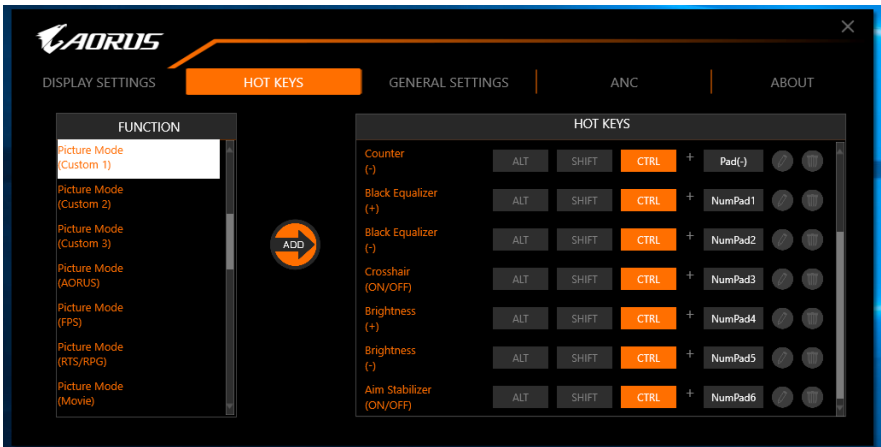 AORUS
DISPLAY SETTINGS HOT KEYS GENERAL SETTINGS ANC ABOUT
FUNCTION
Picture Mode
(Custom 1)
Picture Mode
(Custom 2)
Picture Mode
(Custom 3)
Picture Mode
(AORUS)
Picture Mode
(FPS)
Picture Mode
(RTS/RPG)
Picture Mode
(Movie)
ADD
HOT KEYS
Counter
(-)
ALT SHIFT CTRL + Pad(-)
Black Equalizer
(+)
ALT SHIFT CTRL + NumPad1
Black Equalizer
(-)
ALT SHIFT CTRL + NumPad2
Crosshair
(ON/OFF)
ALT SHIFT CTRL + NumPad3
Brightness
(+)
ALT SHIFT CTRL + NumPad4
Brightness
(-)
ALT SHIFT CTRL + NumPad5
Aim Stabilizer
(ON/OFF)
ALT SHIFT CTRL + NumPad6